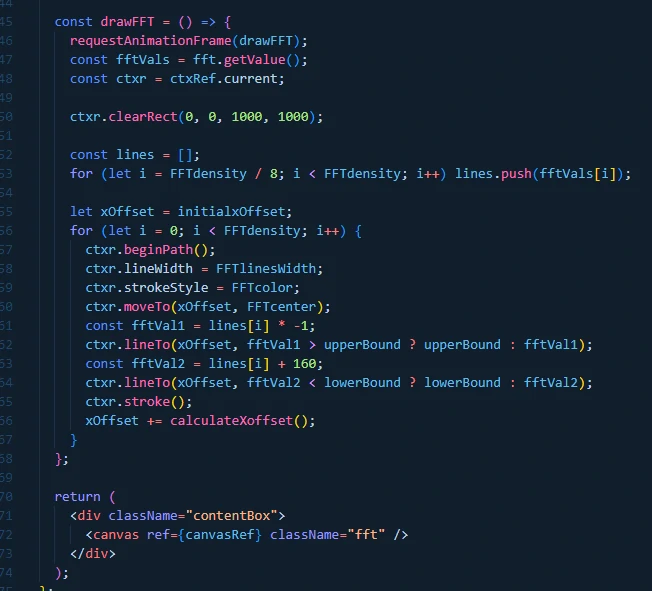 44
45 const drawFFT = () => {
46 requestAnimationFrame(drawFFT);
47 const fftVals = fft.getValue();
48 const ctxr = ctxRef.current;
49
50 ctxr.clearRect(0, 0, 1000, 1000);
51
52 const lines = [];
53 for (let i = FFTdensity / 8; i < FFTdensity; i++) lines.push(fftVals[i]);
54
55 let xOffset = initialxOffset;
56 for (let i = 0; i < FFTdensity; i++) {
57 ctxr.beginPath();
58 ctxr.lineWidth = FFTlinesWidth;
59 ctxr.strokeStyle = FFTcolor;
60 ctxr.moveTo(xOffset, FFTcenter);
61 const fftVal1 = lines[i] * -1;
62 ctxr.lineTo(xOffset, fftVal1 > upperBound ? upperBound : fftVal1);
63 const fftVal2 = lines[i] + 160;
64 ctxr.lineTo(xOffset, fftVal2 < lowerBound ? lowerBound : fftVal2);
65 ctxr.stroke();
66 xOffset += calculateXoffset();
67 }
68 };
69
70 return (
71 <div className="contentBox">
72 <canvas ref={canvasRef} className="fft" />
73 </div>
74 );
75 };